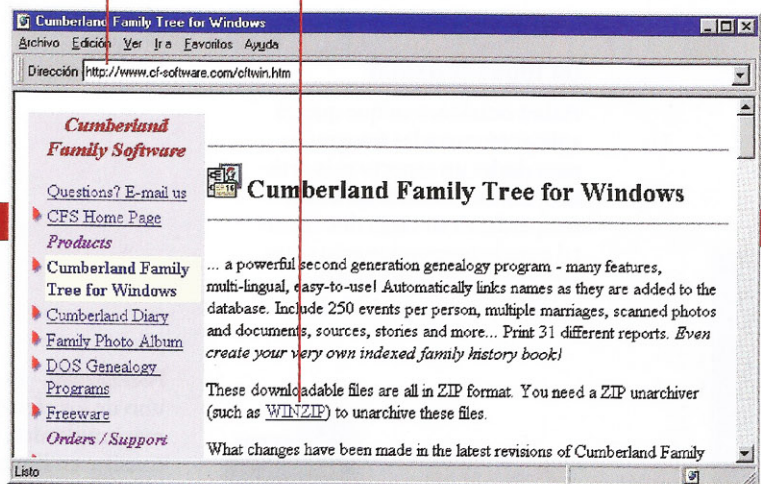 Cumberland Family Tree for Windows
Archivo Edición Ver Ir a Favoritos Ayuda
Dirección http://www.cf-software.com/cftwin.htm
Cumberland
Family Software
Questions? E-mail us
CFS Home Page
Products
Cumberland Family
Tree for Windows
Cumberland Diary
Family Photo Album
DOS Genealogy
Programs
Freeware
Orders / Support
Cumberland Family Tree for Windows
... a powerful second generation genealogy program - many features,
multi-lingual, easy-to-use! Automatically links names as they are added to the
database. Include 250 events per person, multiple marriages, scanned photos
and documents, sources, stories and more... Print 31 different reports. Even
create your very own indexed family history book!
These downloadable files are all in ZIP format. You need a ZIP unarchiver
(such as WINZIP) to unarchive these files.
What changes have been made in the latest revisions of Cumberland Family
Listo